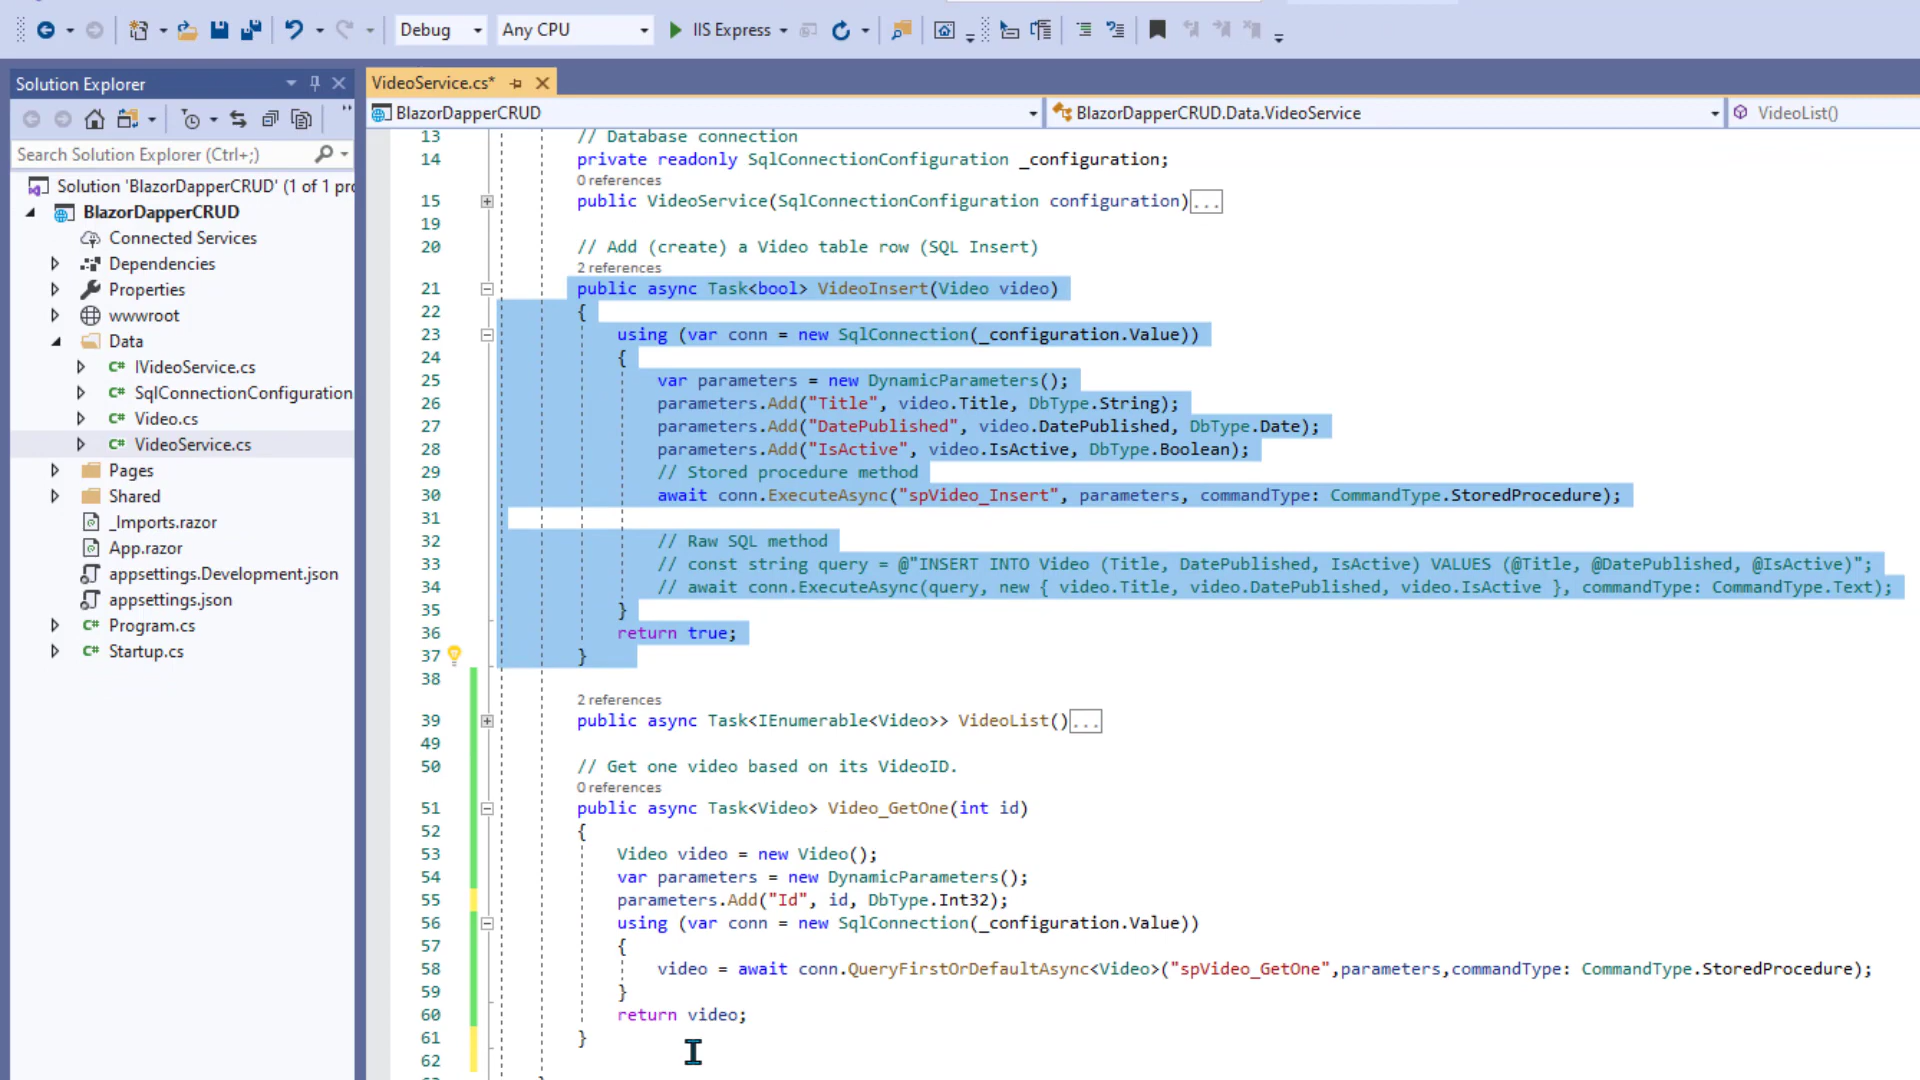 Debug
Any CPU
IIS Express
Solution Explorer
VideoService.cs*
BlazorDapperCRUD
BlazorDapperCRUD.Data.VideoService
VideoList()
Search Solution Explorer (Ctrl+;)
Solution 'BlazorDapperCRUD' (1 of 1 pro
BlazorDapperCRUD
Connected Services
Dependencies
Properties
wwwroot
Data
C# IVideoService.cs
C# SqlConnectionConfiguration
C# Video.cs
C# VideoService.cs
Pages
Shared
_Imports.razor
App.razor
appsettings.Development.json
appsettings.json
C# Program.cs
C# Startup.cs
13 // Database connection
14 private readonly SqlConnectionConfiguration _configuration;
0 references
15 public VideoService(SqlConnectionConfiguration configuration)...
19
20 // Add (create) a Video table row (SQL Insert)
2 references
21 public async Task<bool> VideoInsert(Video video)
22 {
23 using (var conn = new SqlConnection(_configuration.Value))
24 {
25 var parameters = new DynamicParameters();
26 parameters.Add("Title", video.Title, DbType.String);
27 parameters.Add("DatePublished", video.DatePublished, DbType.Date);
28 parameters.Add("IsActive", video.IsActive, DbType.Boolean);
29 // Stored procedure method
30 await conn.ExecuteAsync("spVideo_Insert", parameters, commandType: CommandType.StoredProcedure);
31
32 // Raw SQL method
33 // const string query = @"INSERT INTO Video (Title, DatePublished, IsActive) VALUES (@Title, @DatePublished, @IsActive)";
34 // await conn.ExecuteAsync(query, new { video.Title, video.DatePublished, video.IsActive }, commandType: CommandType.Text);
35 }
36 return true;
37 }
38
2 references
39 public async Task<IEnumerable<Video>> VideoList()...
49
50 // Get one video based on its VideoID.
0 references
51 public async Task<Video> Video_GetOne(int id)
52 {
53 Video video = new Video();
54 var parameters = new DynamicParameters();
55 parameters.Add("Id", id, DbType.Int32);
56 using (var conn = new SqlConnection(_configuration.Value))
57 {
58 video = await conn.QueryFirstOrDefaultAsync<Video>("spVideo_GetOne",parameters,commandType: CommandType.StoredProcedure);
59 }
60 return video;
61 }
62